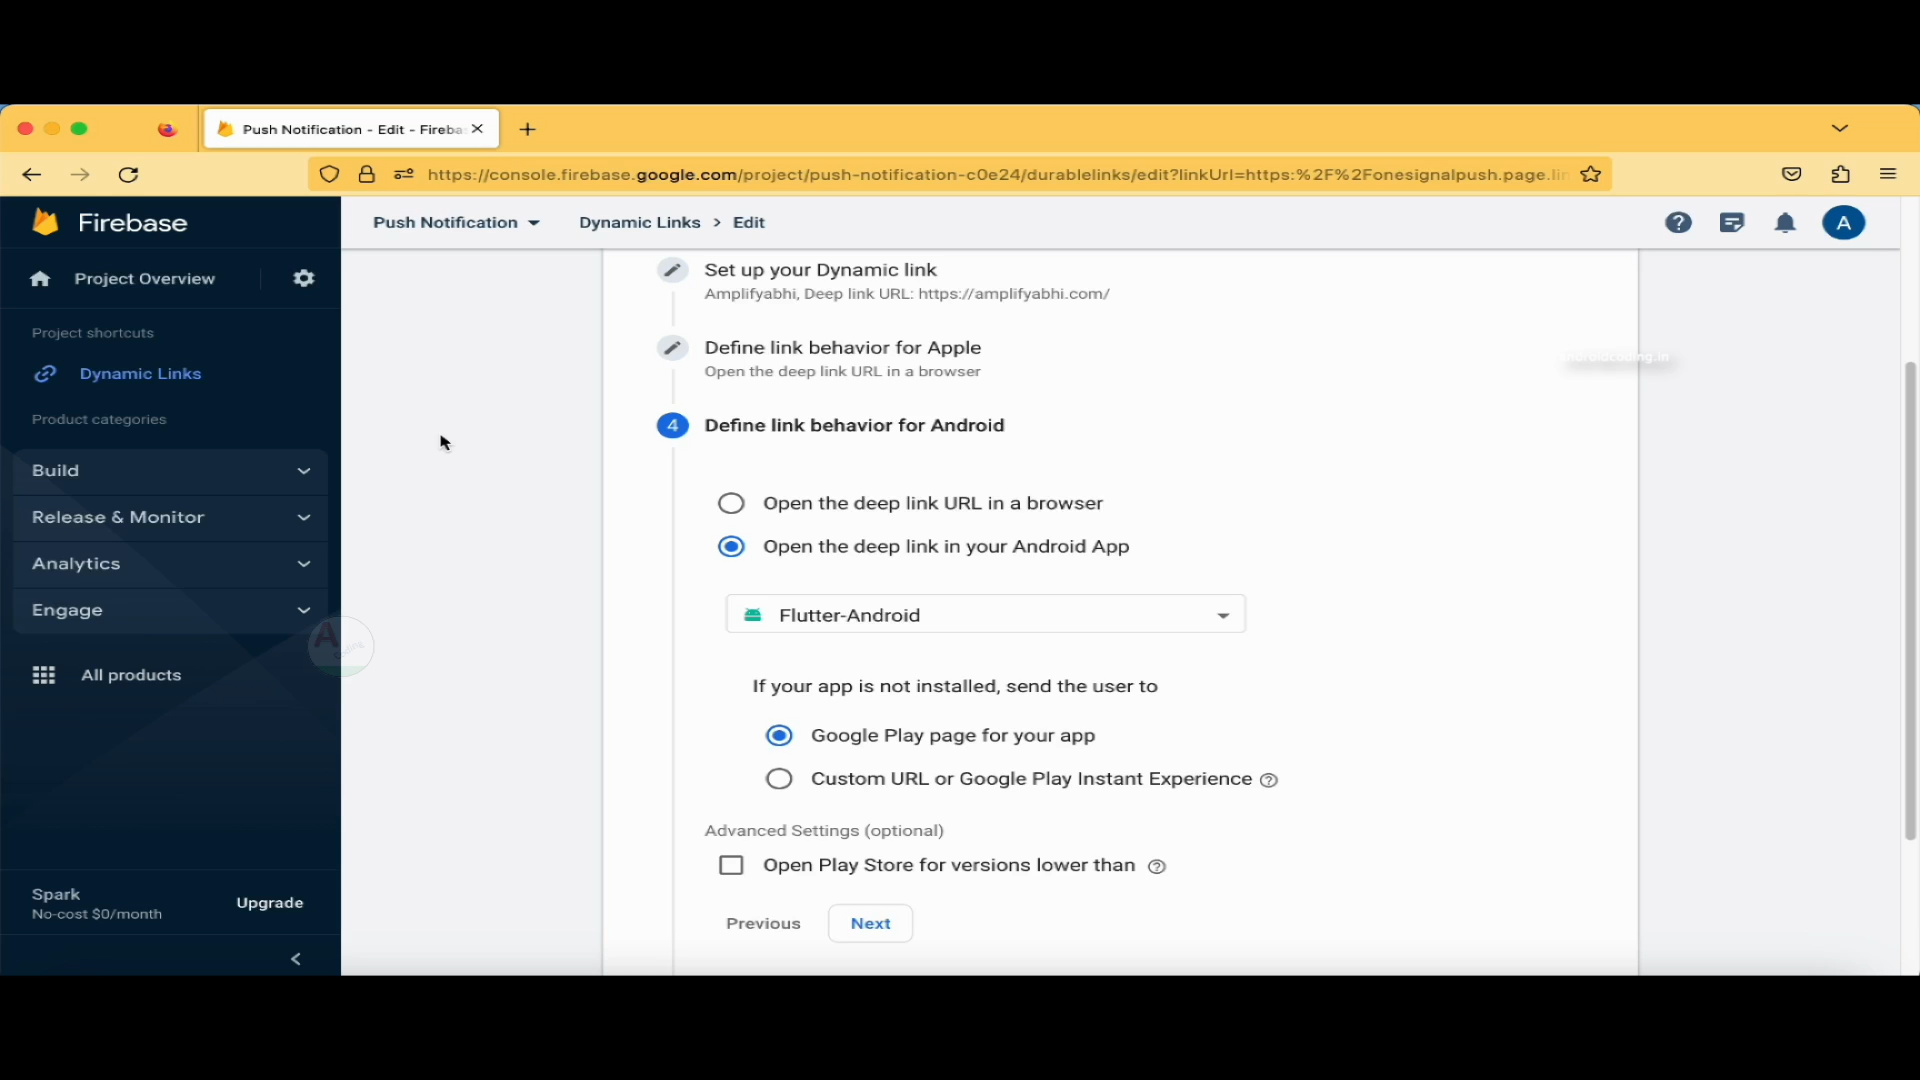 Push Notification - Edit - Fireba
https://console.firebase.google.com/project/push-notification-c0e24/durablelinks/edit?linkUrl=https:%2F%2Fonesignalpush.page.lin
Firebase
Push Notification
Dynamic Links > Edit
A
Project Overview
Project shortcuts
Dynamic Links
Product categories
Build
Release & Monitor
Analytics
Engage
All products
Spark
No-cost $0/month
Upgrade
Set up your Dynamic link
Amplifyabhi, Deep link URL: https://amplifyabhi.com/
Define link behavior for Apple
Open the deep link URL in a browser
androidcoding.in
4 Define link behavior for Android
Open the deep link URL in a browser
Open the deep link in your Android App
Flutter-Android
If your app is not installed, send the user to
Google Play page for your app
Custom URL or Google Play Instant Experience
Advanced Settings (optional)
Open Play Store for versions lower than
Previous
Next